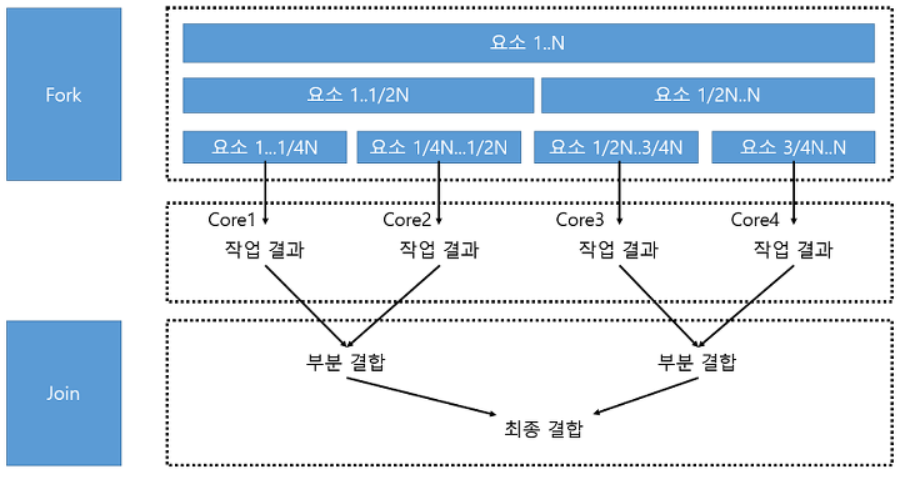 Fork
요소 1..N
요소 1..1/2N
요소 1/2N..N
요소 1...1/4N
요소 1/4N...1/2N
요소 1/2N..3/4N
요소 3/4N..N
Core1
Core2
Core3
Core4
작업 결과
작업 결과
작업 결과
작업 결과
Join
부분 결합
부분 결합
최종 결합